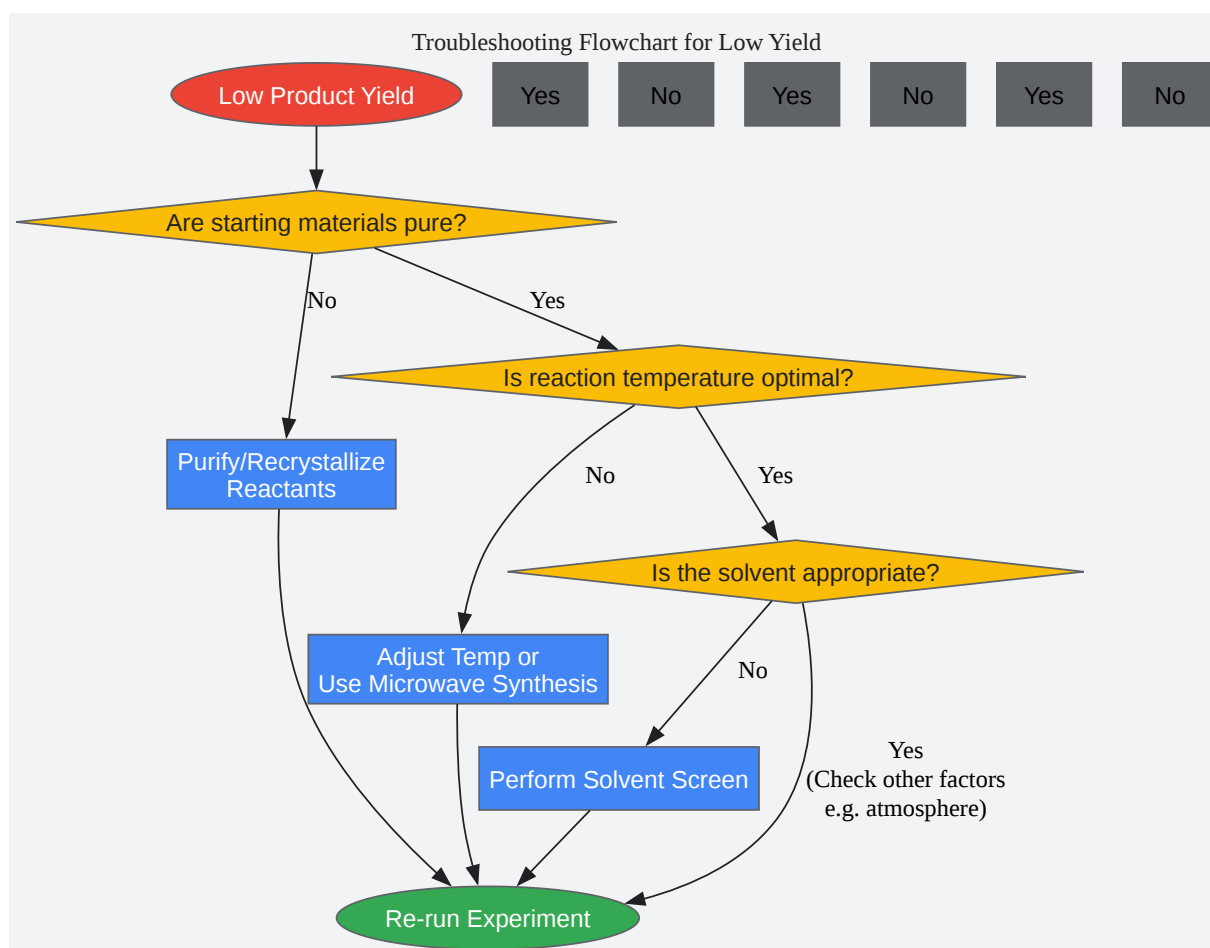 Troubleshooting Flowchart for Low Yield
Low Product Yield
Yes
No
Yes
No
Yes
No
Are starting materials pure?
No
Yes
Is reaction temperature optimal?
Purify/Recrystallize
Reactants
No
Yes
Is the solvent appropriate?
Adjust Temp or
Use Microwave Synthesis
No
Perform Solvent Screen
Yes
(Check other factors
e.g. atmosphere)
Re-run Experiment